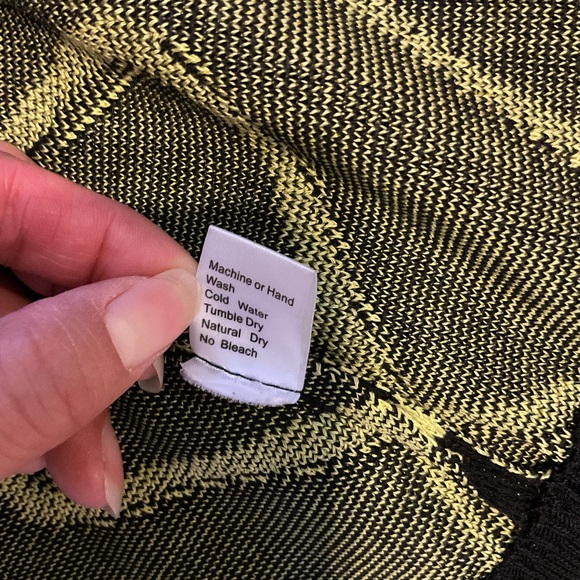 Machine or Hand
Wash
Cold Water
Tumble Dry
Natural Dry
No Bleach